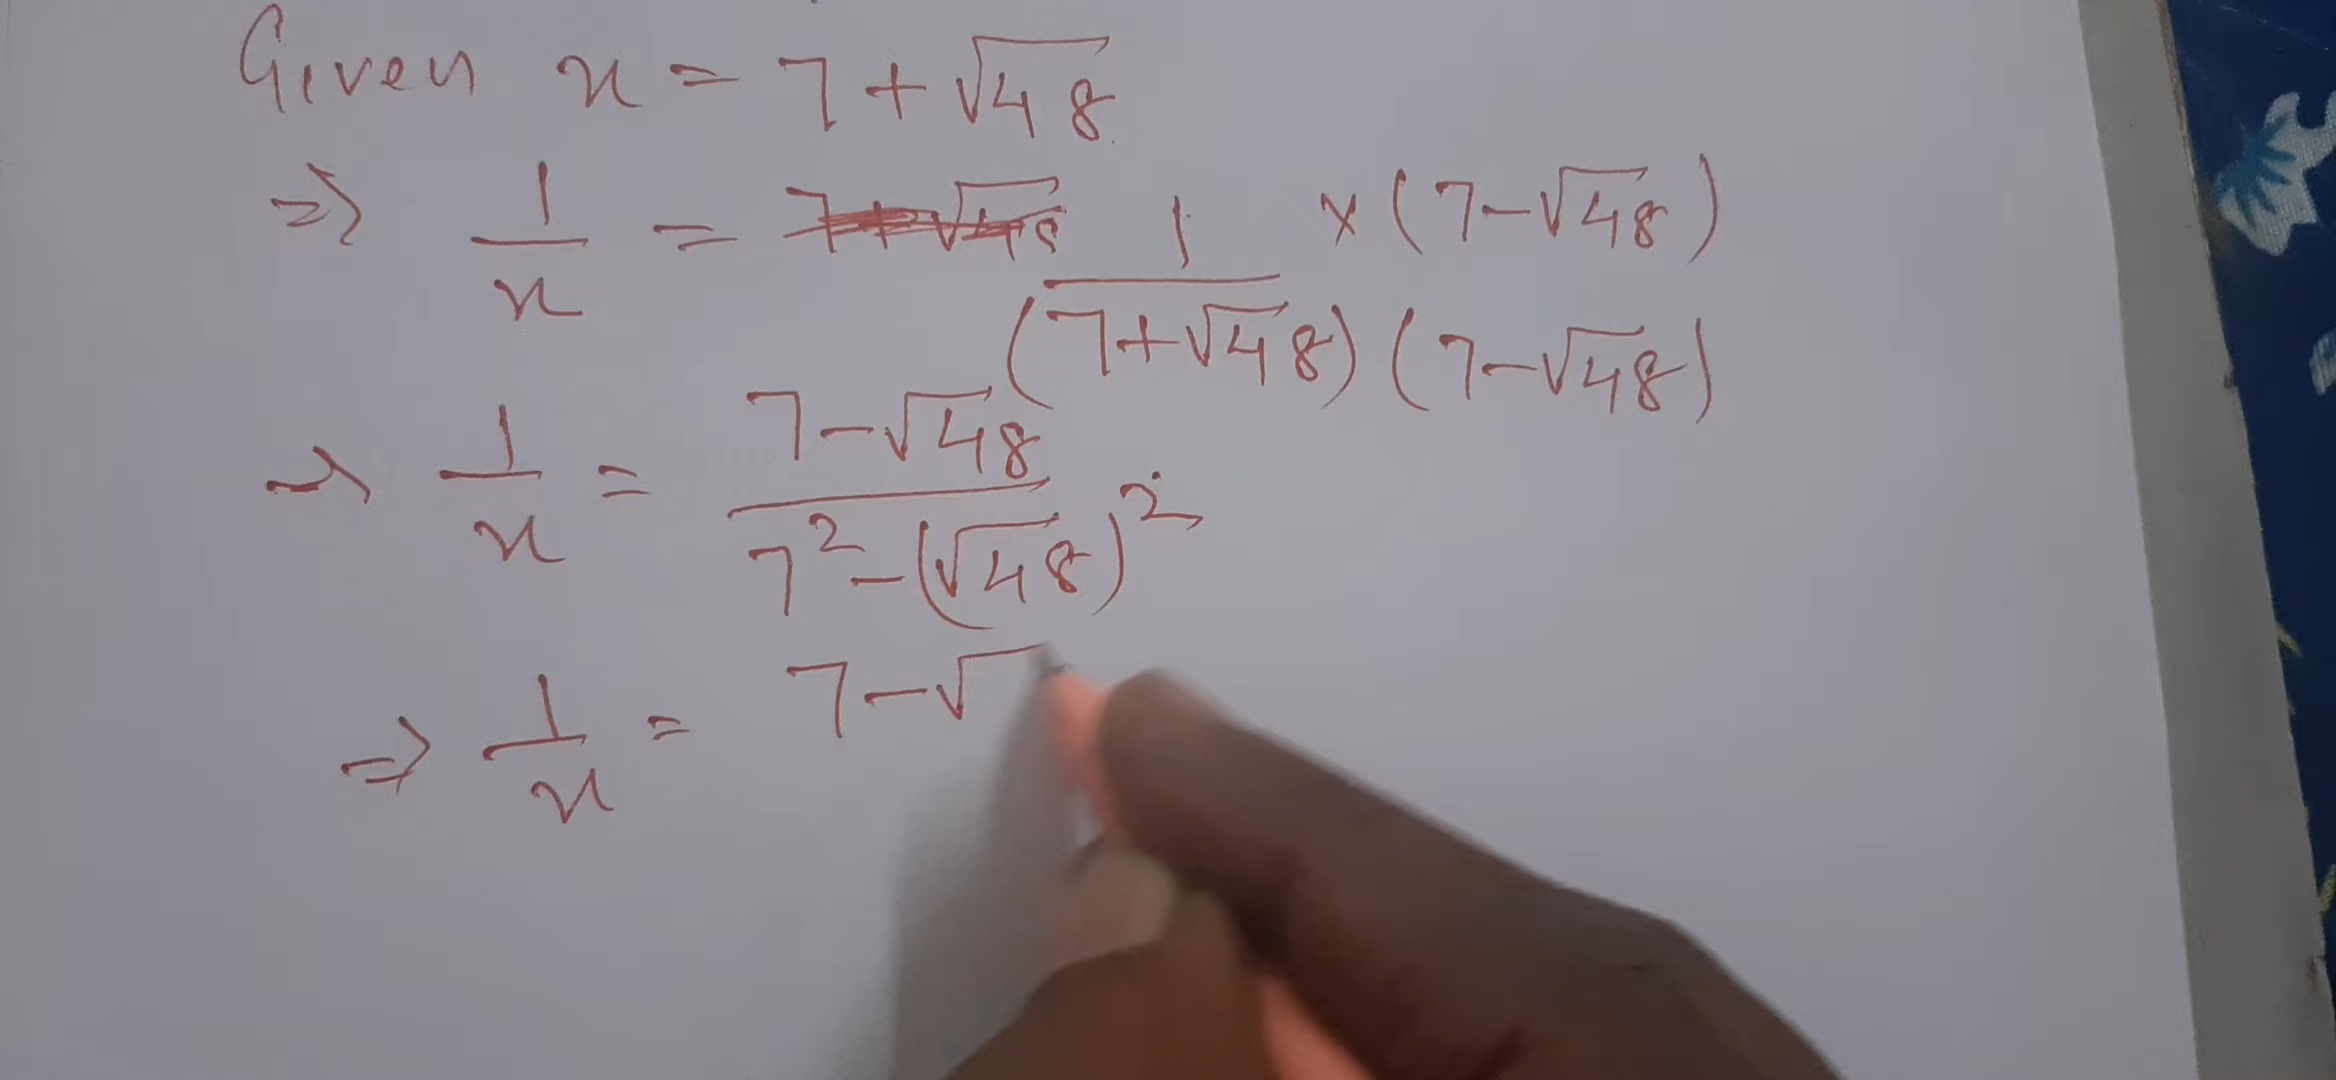 Given x = 7 + √48
⇒ 1/x = 1 × (7 - √48) / (7 + √48) (7 - √48)
⇒ 1/x = 7 - √48 / 7² - (√48)²
⇒ 1/x = 7 - √